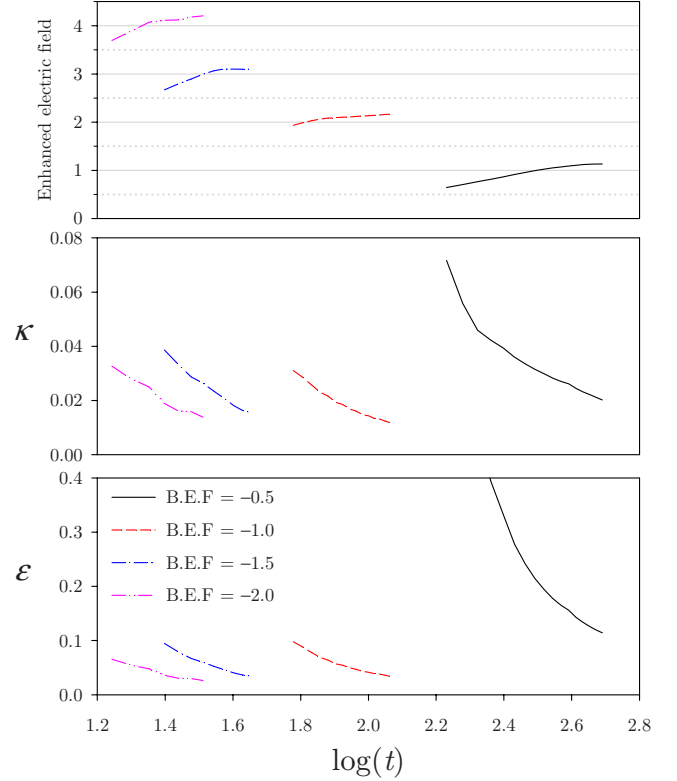 Enhanced electric field
4
3
2
1
0
κ
0.08
0.06
0.04
0.02
0.00
ε
0.4
0.3
0.2
0.1
0.0
B.E.F = −0.5
B.E.F = −1.0
B.E.F = −1.5
B.E.F = −2.0
1.2 1.4 1.6 1.8 2.0 2.2 2.4 2.6 2.8
log(t)